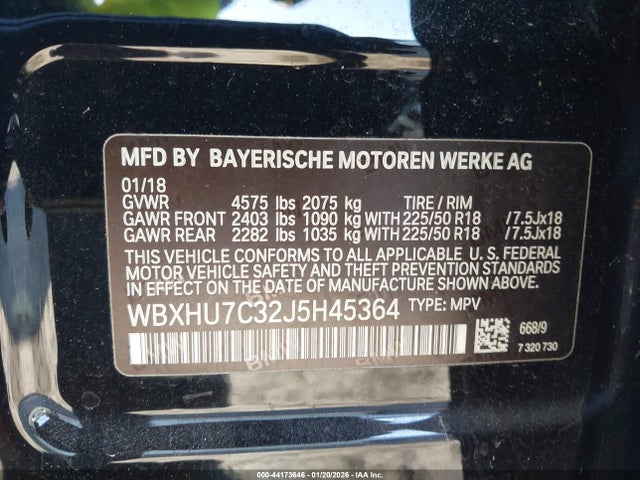 MFD BY BAYERISCHE MOTOREN WERKE AG
01/18
GVWR 4575 lbs 2075 kg TIRE / RIM
GAWR FRONT 2403 lbs 1090 kg WITH 225/50 R18 /7.5Jx18
GAWR REAR 2282 lbs 1035 kg WITH 225/50 R18 /7.5Jx18
THIS VEHICLE CONFORMS TO ALL APPLICABLE U. S. FEDERAL
MOTOR VEHICLE SAFETY AND THEFT PREVENTION STANDARDS
IN EFFECT ON THE DATE OF MANUFACTURE SHOWN ABOVE.
WBXHU7C32J5H45364 TYPE: MPV
668/9
7 320 730
000-44173646 - 01/20/2026 - IAA Inc.